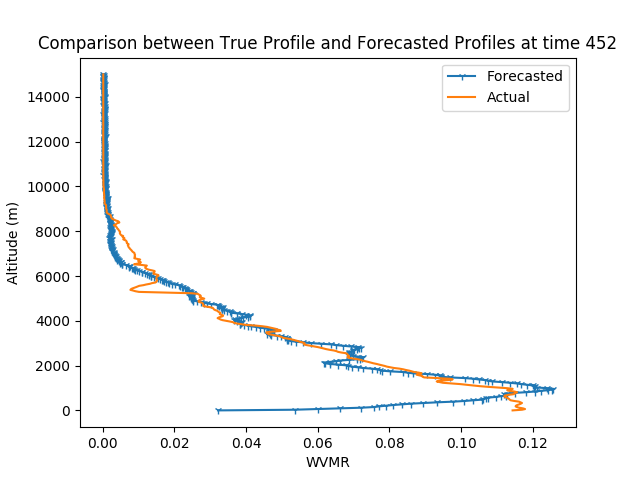 Comparison between True Profile and Forecasted Profiles at time 452
Forecasted
Actual
14000
12000
10000
8000
6000
4000
2000
0
Altitude (m)
0.00 0.02 0.04 0.06 0.08 0.10 0.12
WVMR